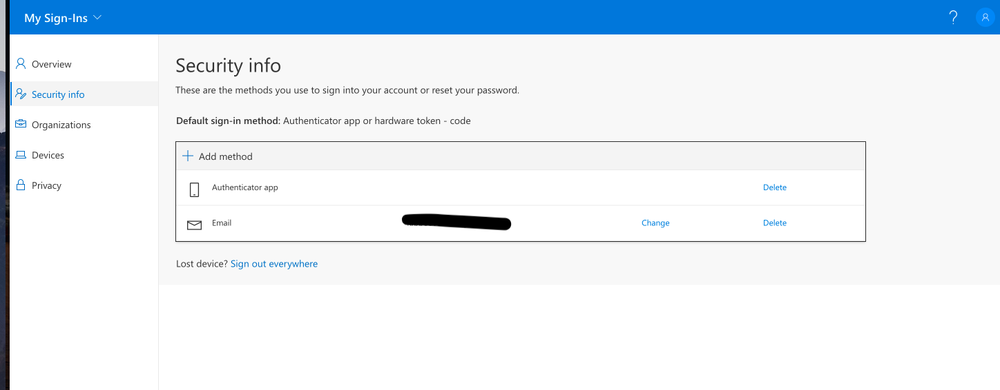 My Sign-Ins
?
Overview
Security info
Organizations
Devices
Privacy
Security info
These are the methods you use to sign into your account or reset your password.
Default sign-in method: Authenticator app or hardware token - code
Add method
Authenticator app Delete
Email Change Delete
Lost device? Sign out everywhere